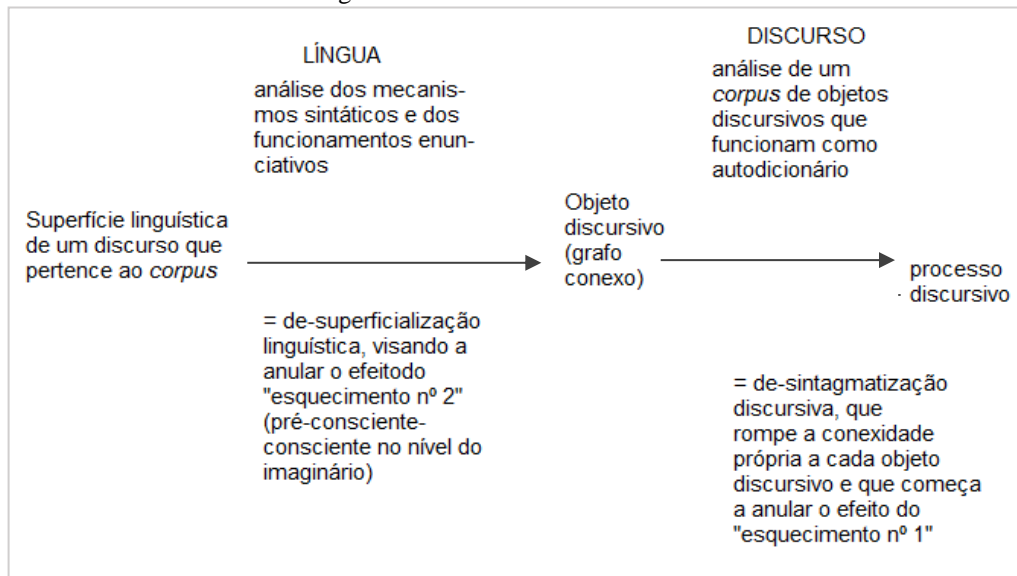 LÍNGUA
análise dos mecanis-
mos sintáticos e dos
funcionamentos enun-
ciativos
DISCURSO
análise de um
corpus de objetos
discursivos que
funcionam como
autodicionário
Superfície linguística
de um discurso que
pertence ao corpus
Objeto
discursivo
(grafo
conexo)
processo
discursivo
= de-superficialização
linguística, visando a
anular o efeitodo
"esquecimento nº 2"
(pré-consciente-
consciente no nível do
imaginário)
= de-sintagmatização
discursiva, que
rompe a conexidade
própria a cada objeto
discursivo e que começa
a anular o efeito do
"esquecimento nº 1"